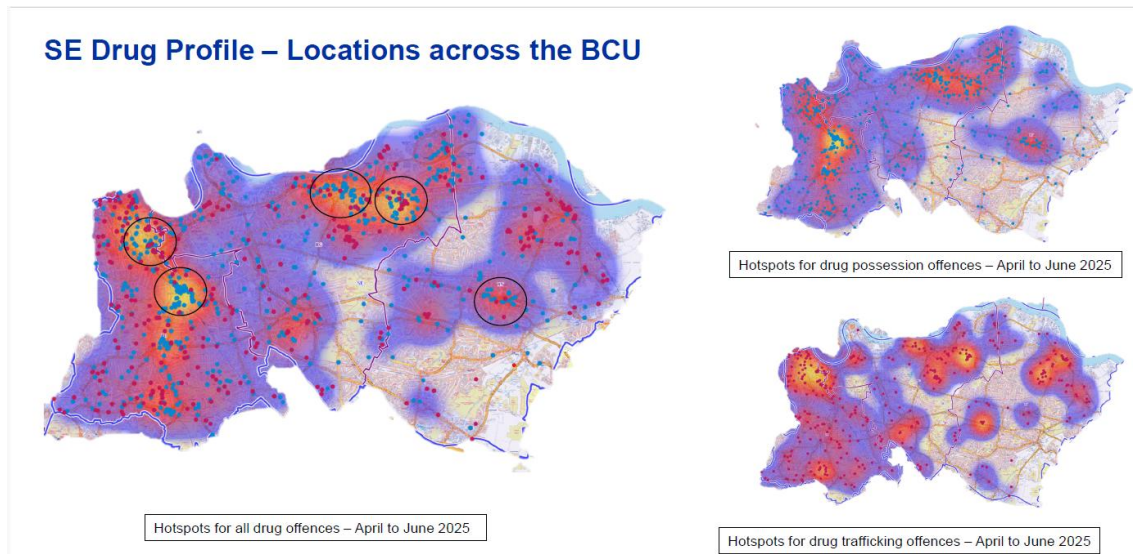 SE Drug Profile – Locations across the BCU
Hotspots for all drug offences – April to June 2025
Hotspots for drug possession offences – April to June 2025
Hotspots for drug trafficking offences – April to June 2025